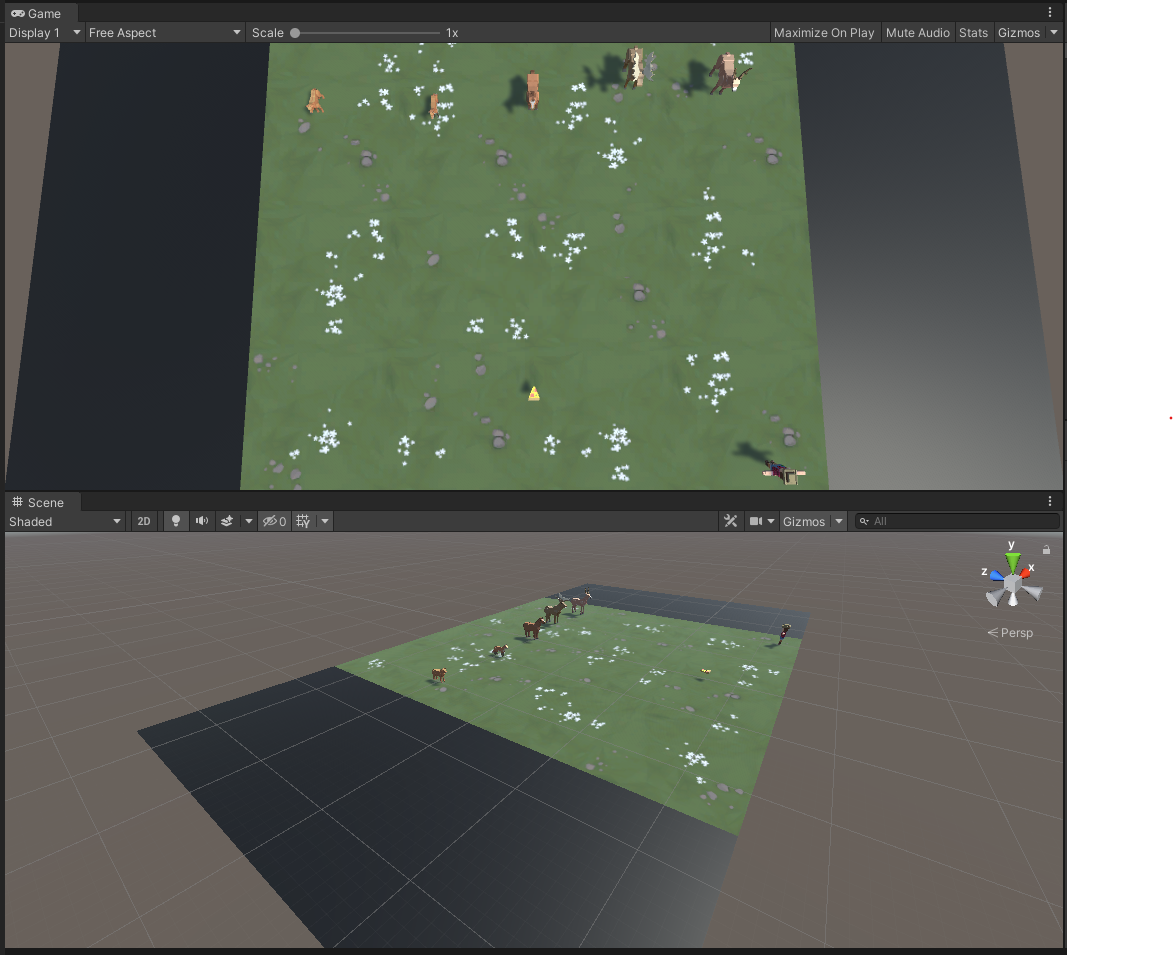 Game
Display 1 Free Aspect Scale 1x Maximize On Play Mute Audio Stats Gizmos
Scene
Shaded 2D 0 Gizmos All
y
z x
Persp